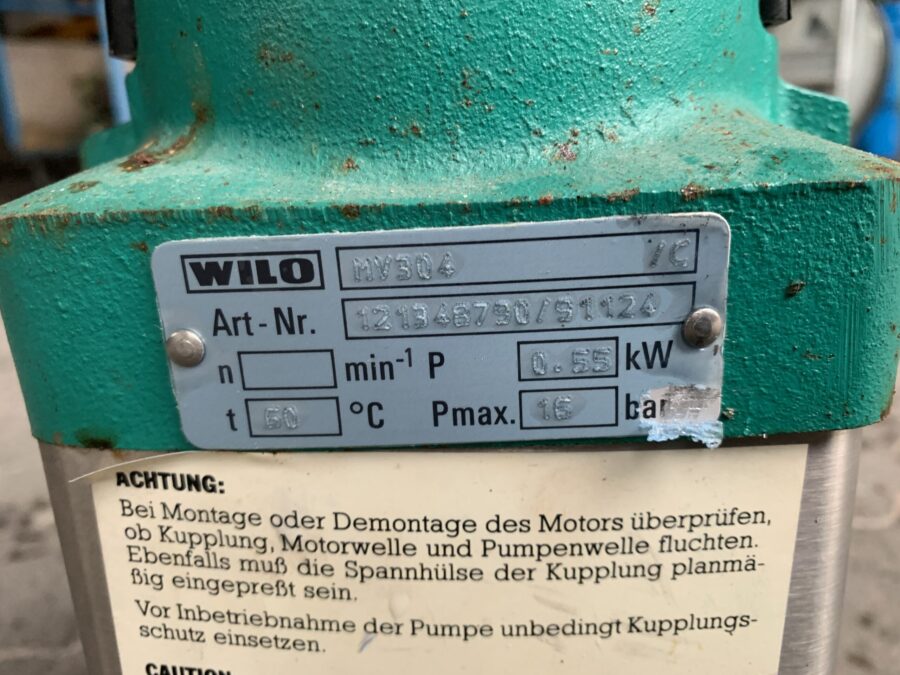 WILO MV304 /C
Art-Nr. 121348790/91124
n min-1 P 0.55 kW
t 50 °C Pmax. 16 bar
ACHTUNG:
Bei Montage oder Demontage des Motors überprüfen,
ob Kupplung, Motorwelle und Pumpenwelle fluchten.
Ebenfalls muß die Spannhülse der Kupplung planmä-
ßig eingepreßt sein.
Vor Inbetriebnahme der Pumpe unbedingt Kupplungs-
schutz einsetzen.
CAUTION